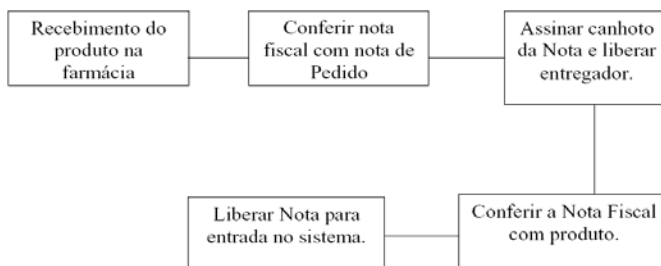 Recebimento do
produto na
farmácia
Conferir nota
fiscal com nota de
Pedido
Assinar canhoto
da Nota e liberar
entregador.
Conferir a Nota Fiscal
com produto.
Liberar Nota para
entrada no sistema.